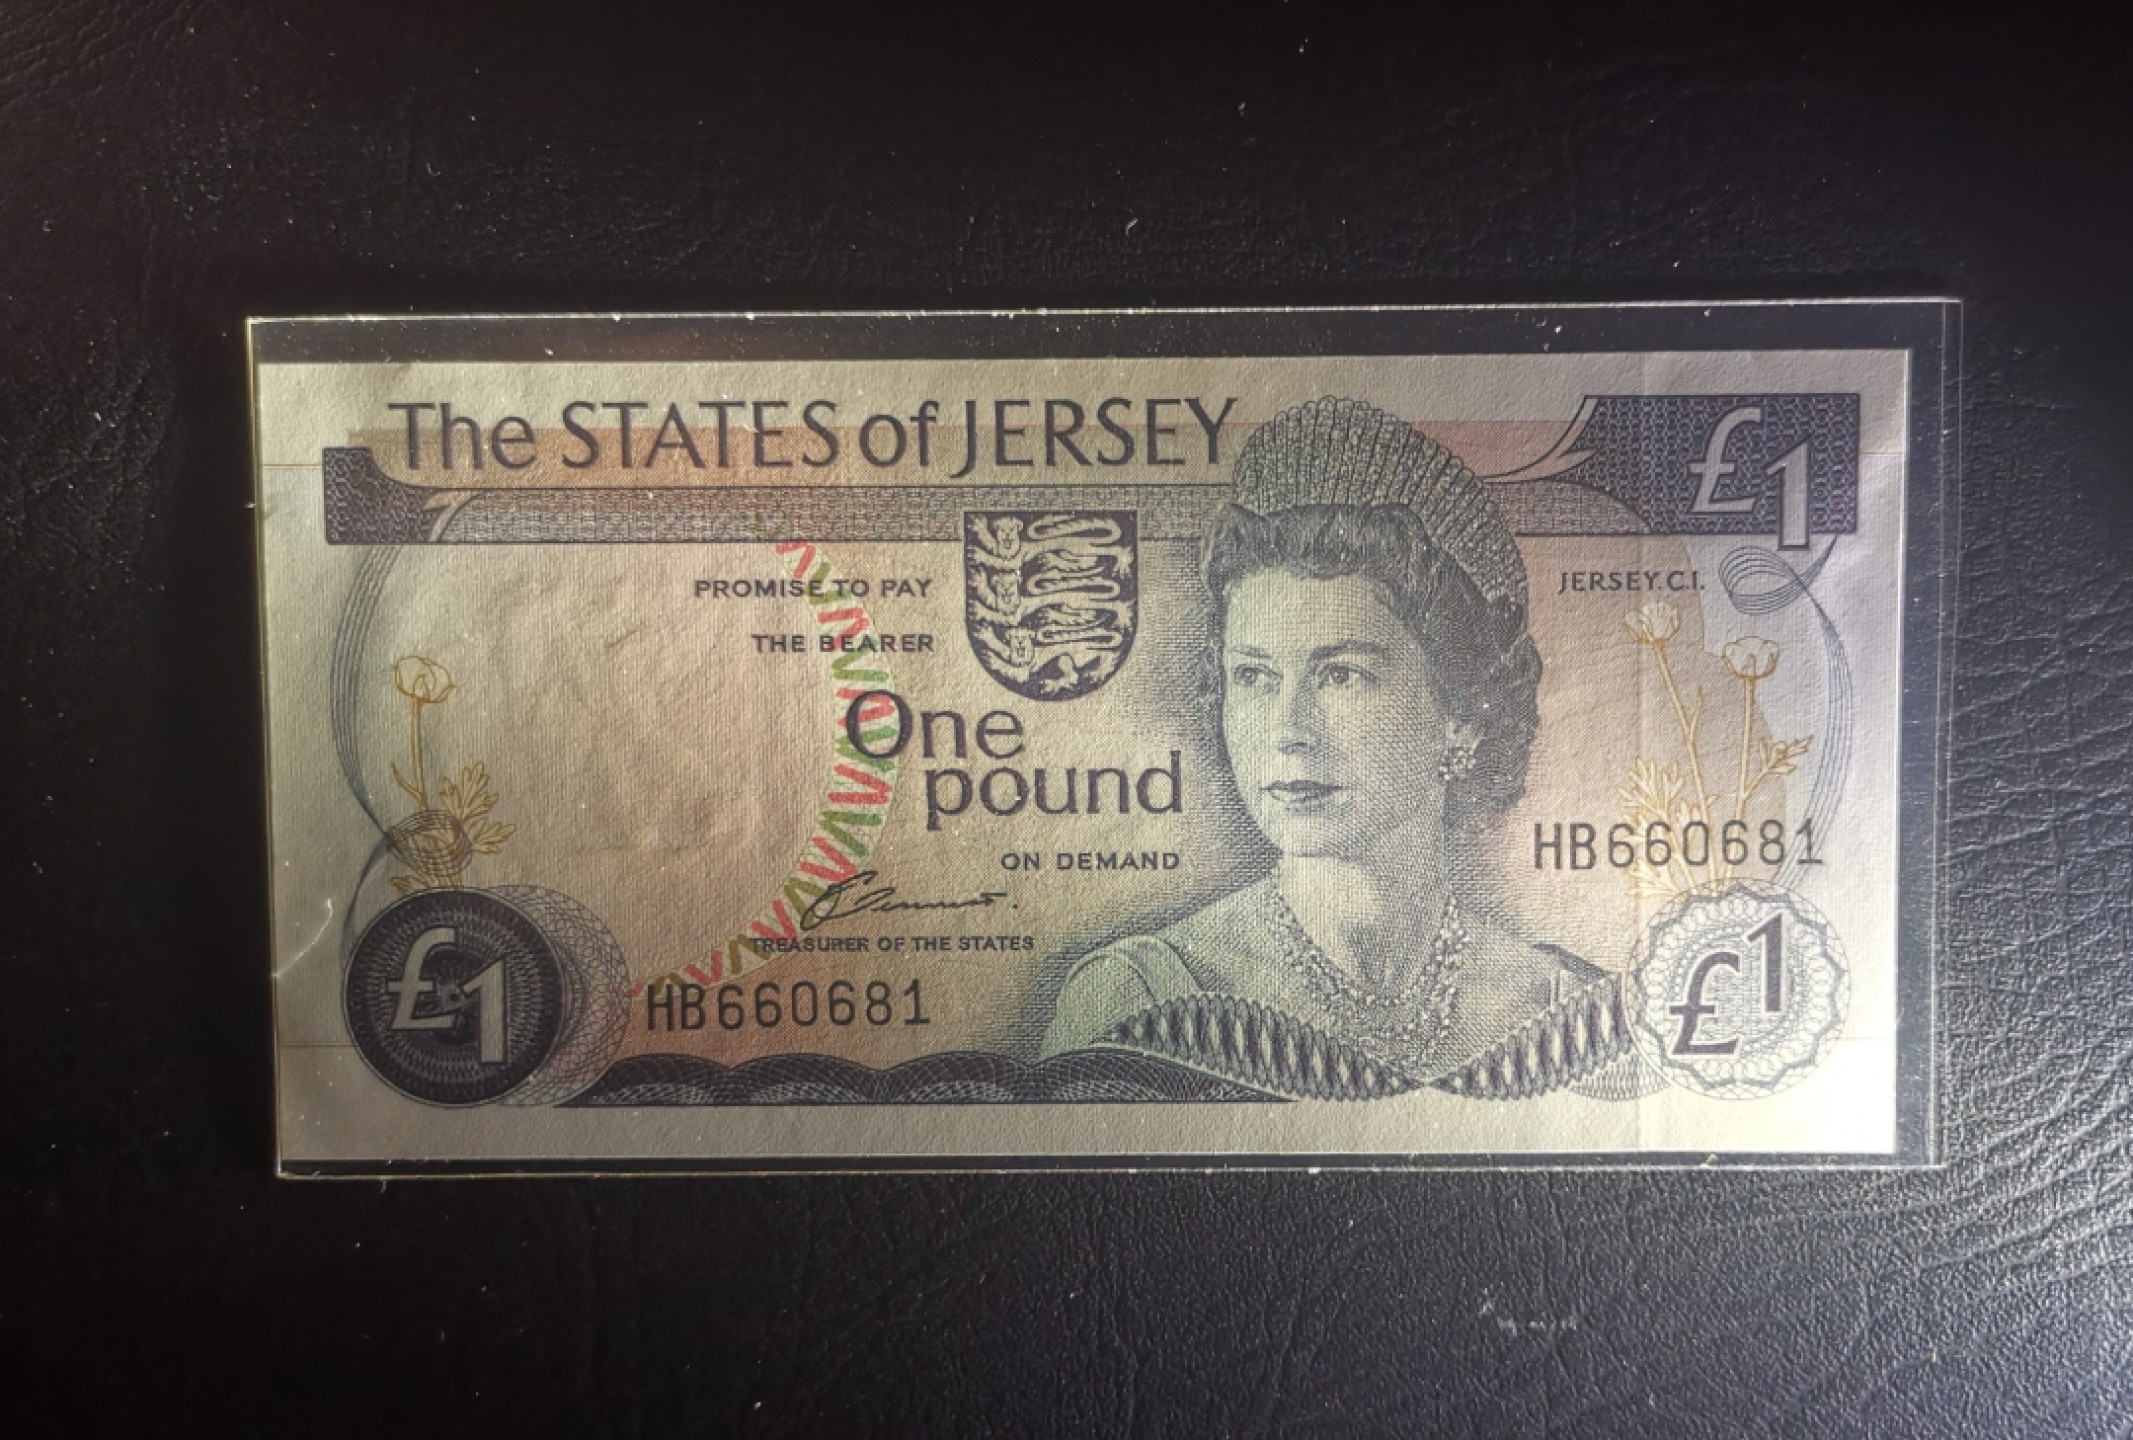 The STATES of JERSEY
£1
PROMISE TO PAY
JERSEY.C.I.
THE BEARER
One
pound
HB660681
ON DEMAND
TREASURER OF THE STATES
£1
HB660681
£1